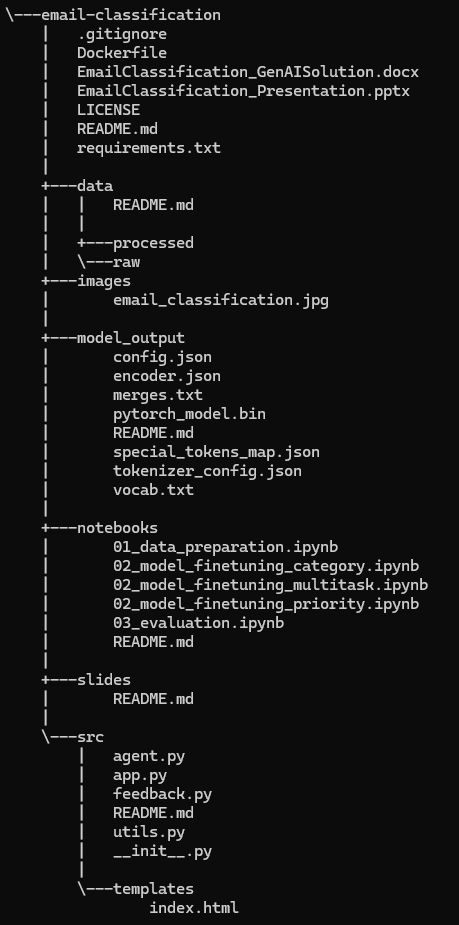 \---email-classification
    |   .gitignore
    |   Dockerfile
    |   EmailClassification_GenAISolution.docx
    |   EmailClassification_Presentation.pptx
    |   LICENSE
    |   README.md
    |   requirements.txt
    |
    +---data
    |   |   README.md
    |   |
    |   +---processed
    |   \---raw
    +---images
    |       email_classification.jpg
    |
    +---model_output
    |       config.json
    |       encoder.json
    |       merges.txt
    |       pytorch_model.bin
    |       README.md
    |       special_tokens_map.json
    |       tokenizer_config.json
    |       vocab.txt
    |
    +---notebooks
    |       01_data_preparation.ipynb
    |       02_model_finetuning_category.ipynb
    |       02_model_finetuning_multitask.ipynb
    |       02_model_finetuning_priority.ipynb
    |       03_evaluation.ipynb
    |       README.md
    |
    +---slides
    |       README.md
    |
    \---src
        |   agent.py
        |   app.py
        |   feedback.py
        |   README.md
        |   utils.py
        |   __init__.py
        |
        \---templates
                index.html